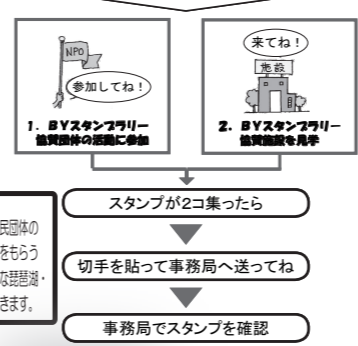 NPO
参加してね！
1. BYスタンプラリー
協賛団体の活動に参加
来てね！
施設
2. BYスタンプラリー
協賛施設を見学
スタンプが2コ集ったら
民団体の
をもらう
な琵琶湖・
きます。
切手を貼って事務局へ送ってね
事務局でスタンプを確認